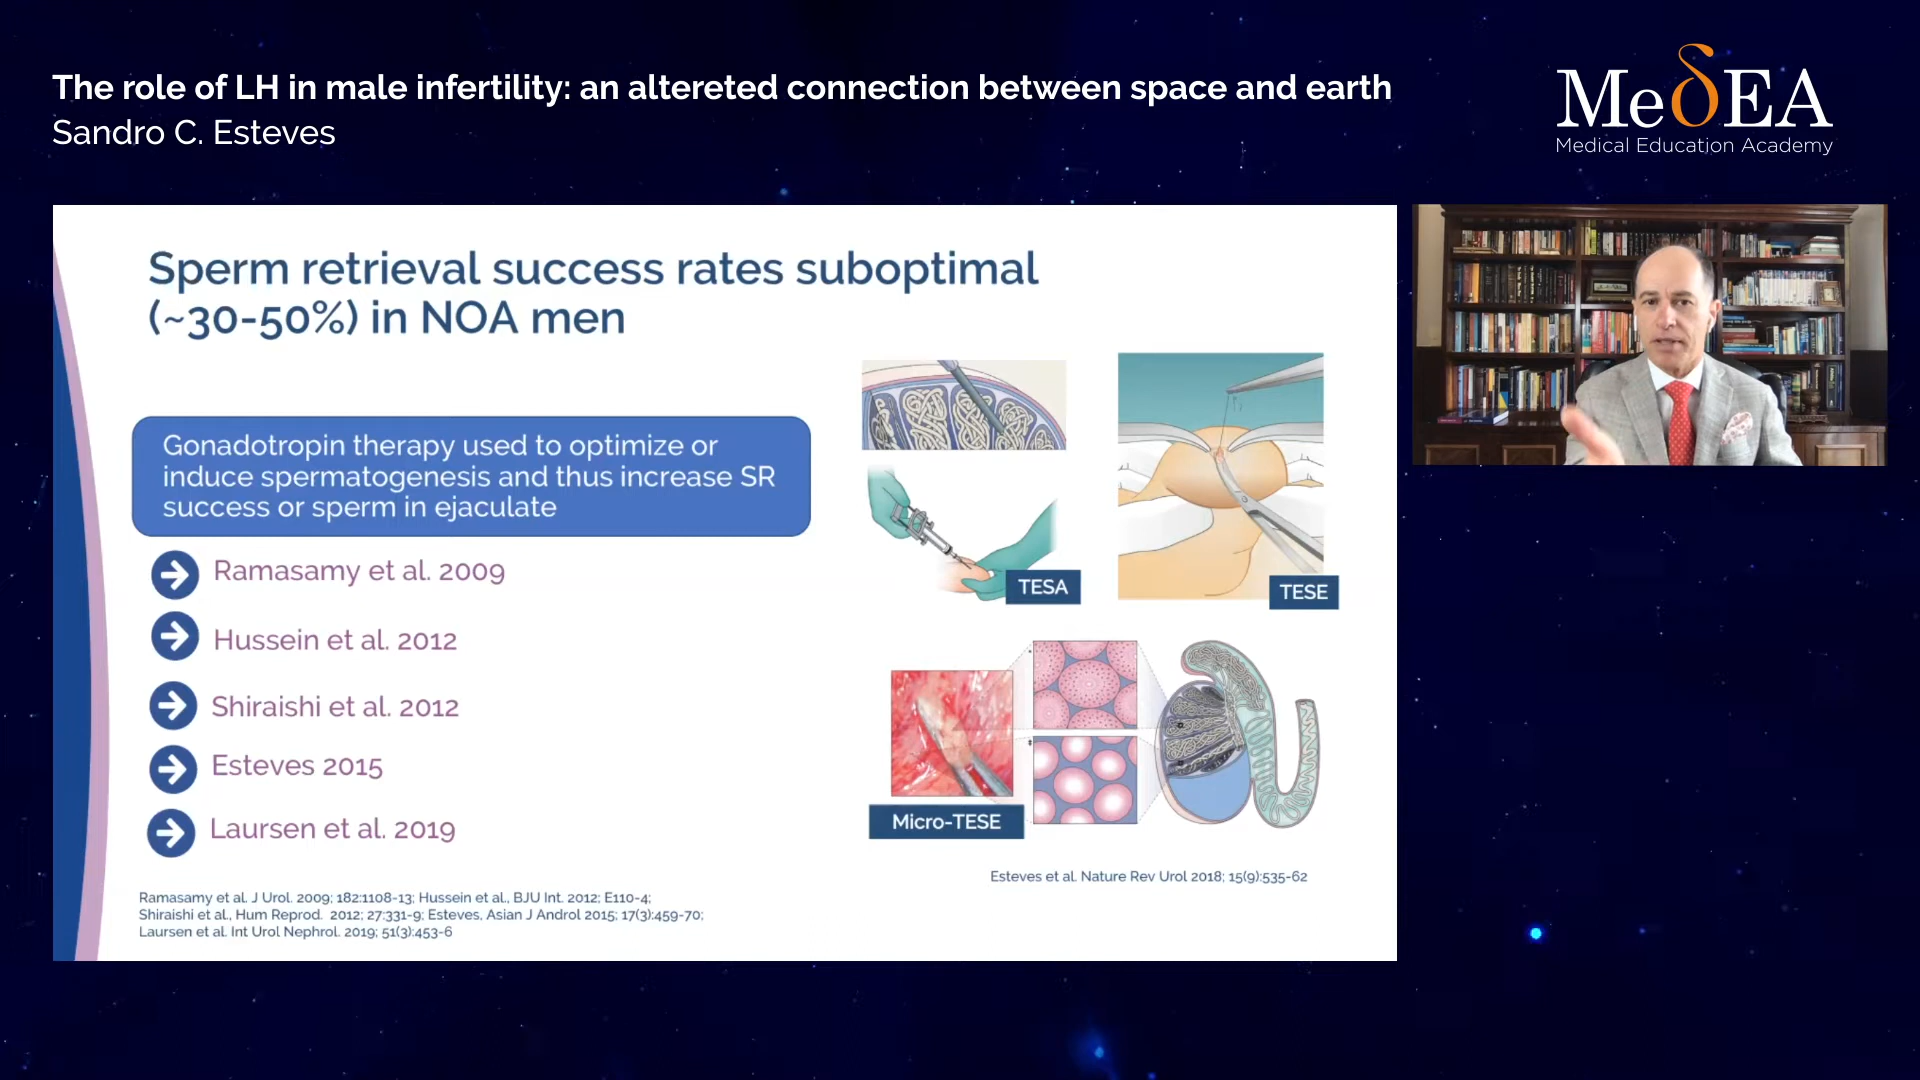 The role of LH in male infertility: an altereted connection between space and earth
Sandro C. Esteves
MeδEA
Medical Education Academy
Sperm retrieval success rates suboptimal
(~30-50%) in NOA men
Gonadotropin therapy used to optimize or
induce spermatogenesis and thus increase SR
success or sperm in ejaculate
Ramasamy et al. 2009
Hussein et al. 2012
Shiraishi et al. 2012
Esteves 2015
Laursen et al. 2019
TESA
TESE
Micro-TESE
Esteves et al. Nature Rev Urol 2018; 15(9):535-62
Ramasamy et al. J Urol. 2009; 182:1108-13; Hussein et al., BJU Int. 2012; E110-4;
Shiraishi et al., Hum Reprod. 2012; 27:331-9; Esteves, Asian J Androl 2015; 17(3):459-70;
Laursen et al. Int Urol Nephrol. 2019; 51(3):453-6